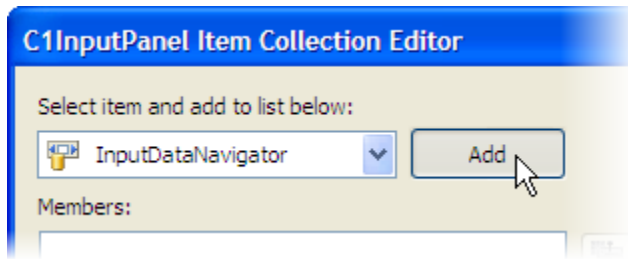 C1InputPanel Item Collection Editor
Select item and add to list below:
InputDataNavigator Add
Members: